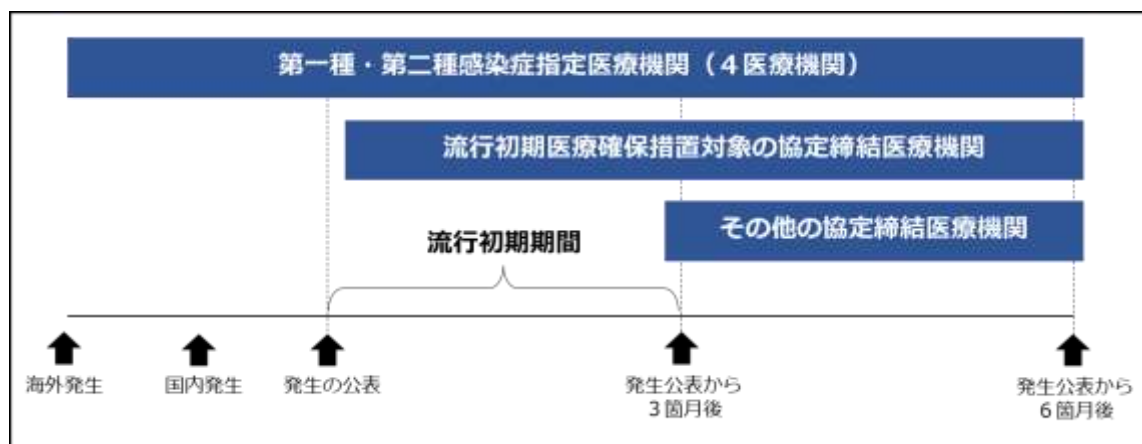 第一種・第二種感染症指定医療機関（４医療機関）
流行初期医療確保措置対象の協定締結医療機関
その他の協定締結医療機関
流行初期期間
海外発生
国内発生
発生の公表
発生公表から
３箇月後
発生公表から
６箇月後